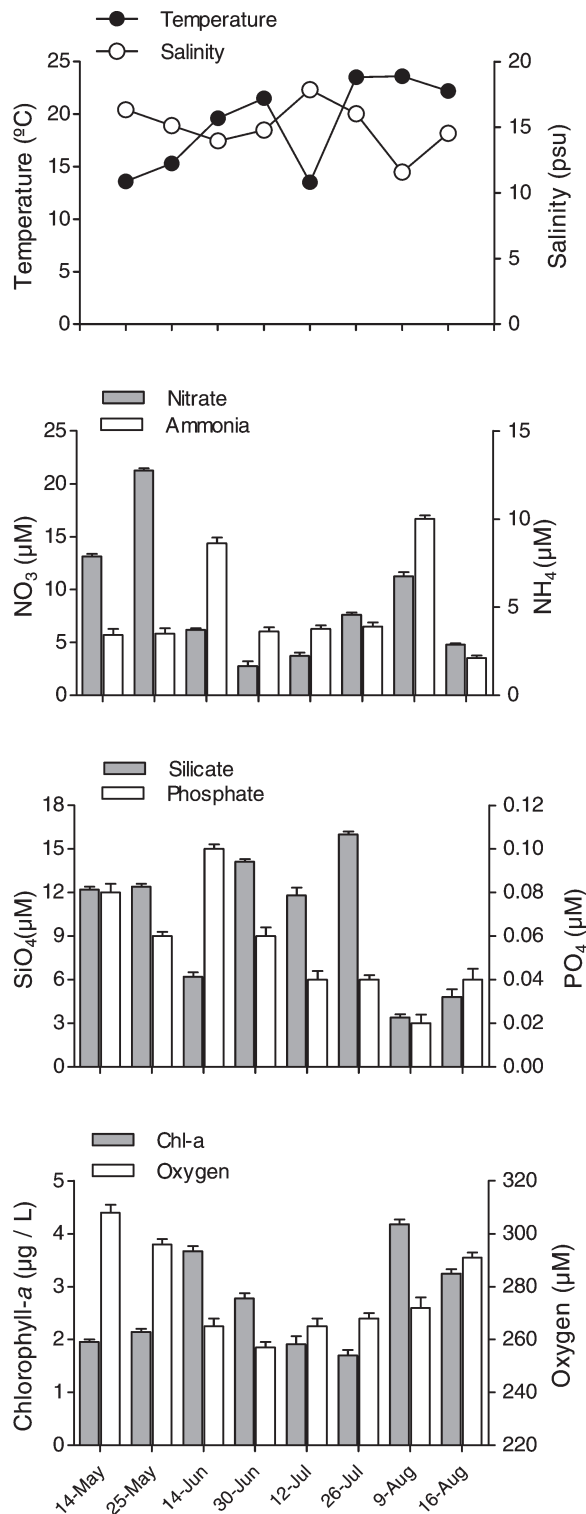 Temperature
Salinity
25
20
15
10
5
0
Temperature (ºC)
20
15
10
5
0
Salinity (psu)
Nitrate
Ammonia
25
20
15
10
5
0
NO3 (µM)
15
10
5
0
NH4 (µM)
Silicate
Phosphate
18
15
12
9
6
3
0
SiO4(µM)
0.12
0.10
0.08
0.06
0.04
0.02
0.00
PO4 (µM)
Chl-a
Oxygen
5
4
3
2
1
0
Chlorophyll-a (µg / L)
320
300
280
260
240
220
Oxygen (µM)
14-May
25-May
14-Jun
30-Jun
12-Jul
26-Jul
9-Aug
16-Aug